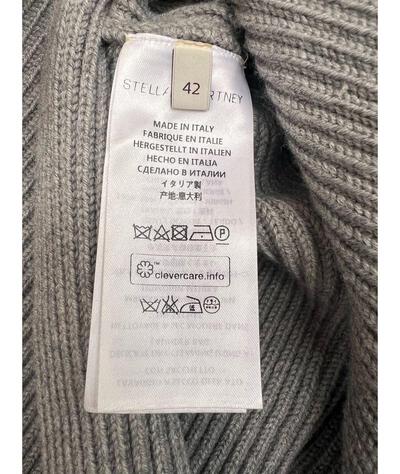 42
STELLA McCARTNEY
MADE IN ITALY
FABRIQUE EN ITALIE
HERGESTELLT IN ITALIEN
HECHO EN ITALIA
СДЕЛАНО В ИТАЛИИ
イタリア製
产地:意大利
P
™
clevercare.info